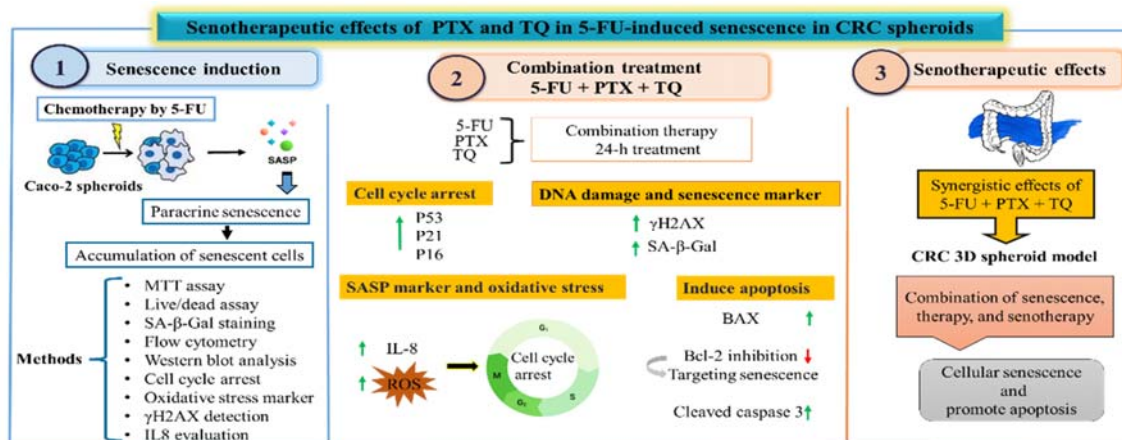 Senotherapeutic effects of PTX and TQ in 5-FU-induced senescence in CRC spheroids
1
Senescence induction
Chemotherapy by 5-FU
Caco-2 spheroids
SASP
Paracrine senescence
Accumulation of senescent cells
Methods
• MTT assay
• Live/dead assay
• SA-β-Gal staining
• Flow cytometry
• Western blot analysis
• Cell cycle arrest
• Oxidative stress marker
• γH2AX detection
• IL8 evaluation
2
Combination treatment
5-FU + PTX + TQ
5-FU
PTX
TQ
Combination therapy
24-h treatment
Cell cycle arrest
P53
P21
P16
DNA damage and senescence marker
γH2AX
SA-β-Gal
SASP marker and oxidative stress
IL-8
ROS
G₁
M
G₂
S
Cell cycle
arrest
Induce apoptosis
BAX
Bcl-2 inhibition
Targeting senescence
Cleaved caspase 3
3
Senotherapeutic effects
Synergistic effects of
5-FU + PTX + TQ
CRC 3D spheroid model
Combination of senescence,
therapy, and senotherapy
Cellular senescence
and
promote apoptosis